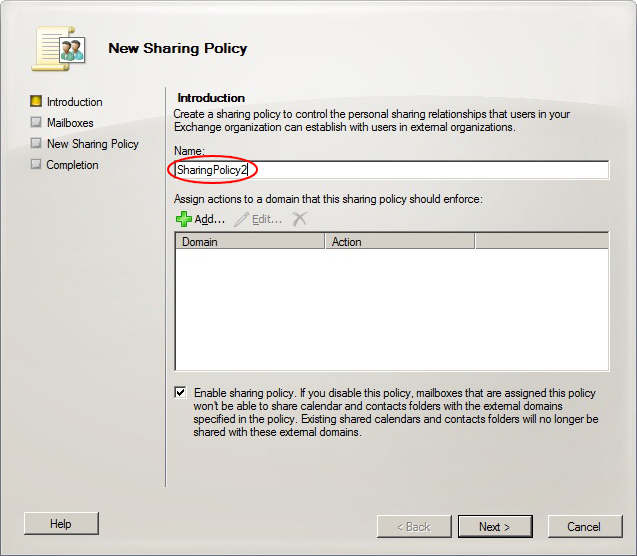 New Sharing Policy
Introduction
Mailboxes
New Sharing Policy
Completion
Introduction
Create a sharing policy to control the personal sharing relationships that users in your
Exchange organization can establish with users in external organizations.
Name:
SharingPolicy2
Assign actions to a domain that this sharing policy should enforce:
Add... Edit...
Domain Action
Enable sharing policy. If you disable this policy, mailboxes that are assigned this policy
won't be able to share calendar and contacts folders with the external domains
specified in the policy. Existing shared calendars and contacts folders will no longer be
shared with these external domains.
Help < Back Next > Cancel